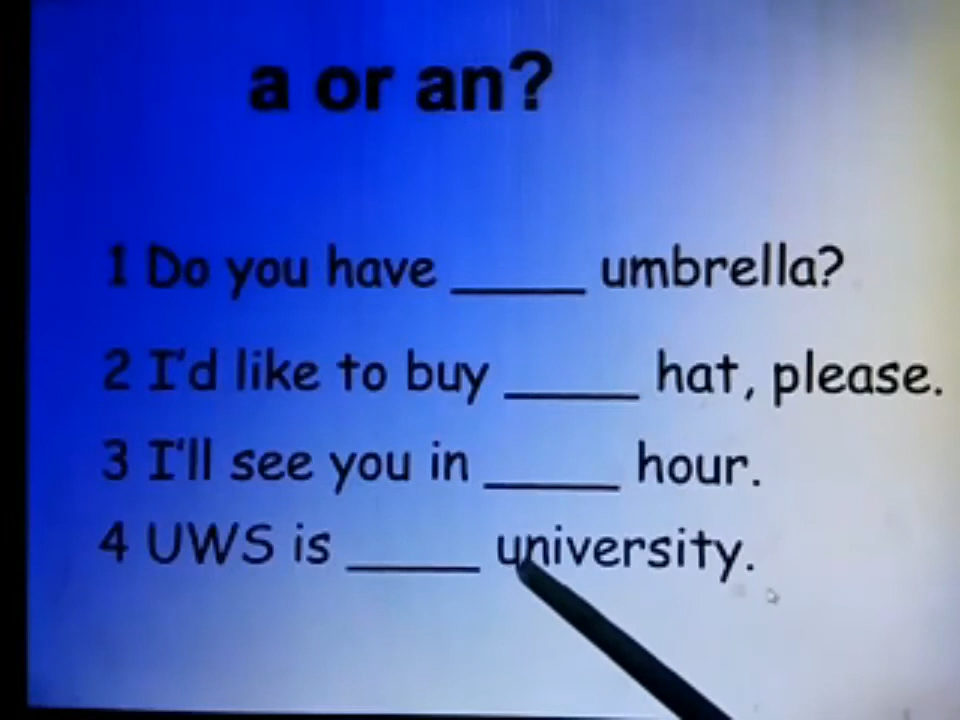 a or an?
1 Do you have _____ umbrella?
2 I'd like to buy _____ hat, please.
3 I'll see you in _____ hour.
4 UWS is _____ university.